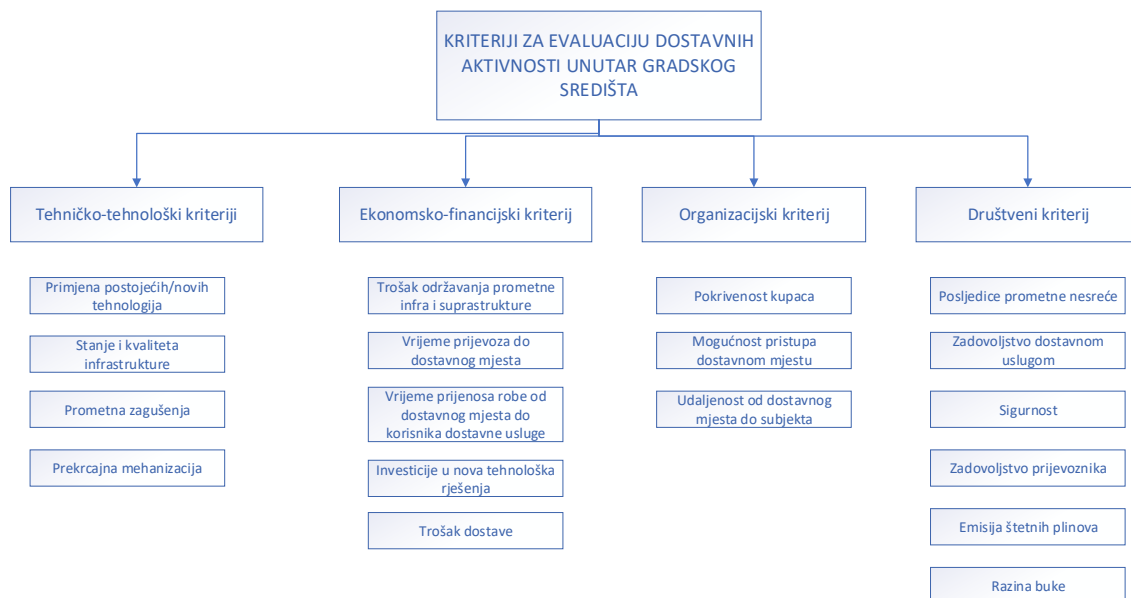 KRITERIJI ZA EVALUACIJU DOSTAVNIH
AKTIVNOSTI UNUTAR GRADSKOG
SREDIŠTA
Tehničko-tehnološki kriteriji
Ekonomsko-financijski kriterij
Organizacijski kriterij
Društveni kriterij
Primjena postojećih/novih
tehnologija
Stanje i kvaliteta
infrastrukture
Prometna zagušenja
Prekrcajna mehanizacija
Trošak održavanja prometne
infra i suprastrukture
Vrijeme prijevoza do
dostavnog mjesta
Vrijeme prijenosa robe od
dostavnog mjesta do
korisnika dostavne usluge
Investicije u nova tehnološka
rješenja
Trošak dostave
Pokrivenost kupaca
Mogućnost pristupa
dostavnom mjestu
Udaljenost od dostavnog
mjesta do subjekta
Posljedice prometne nesreće
Zadovoljstvo dostavnom
uslugom
Sigurnost
Zadovoljstvo prijevoznika
Emisija štetnih plinova
Razina buke